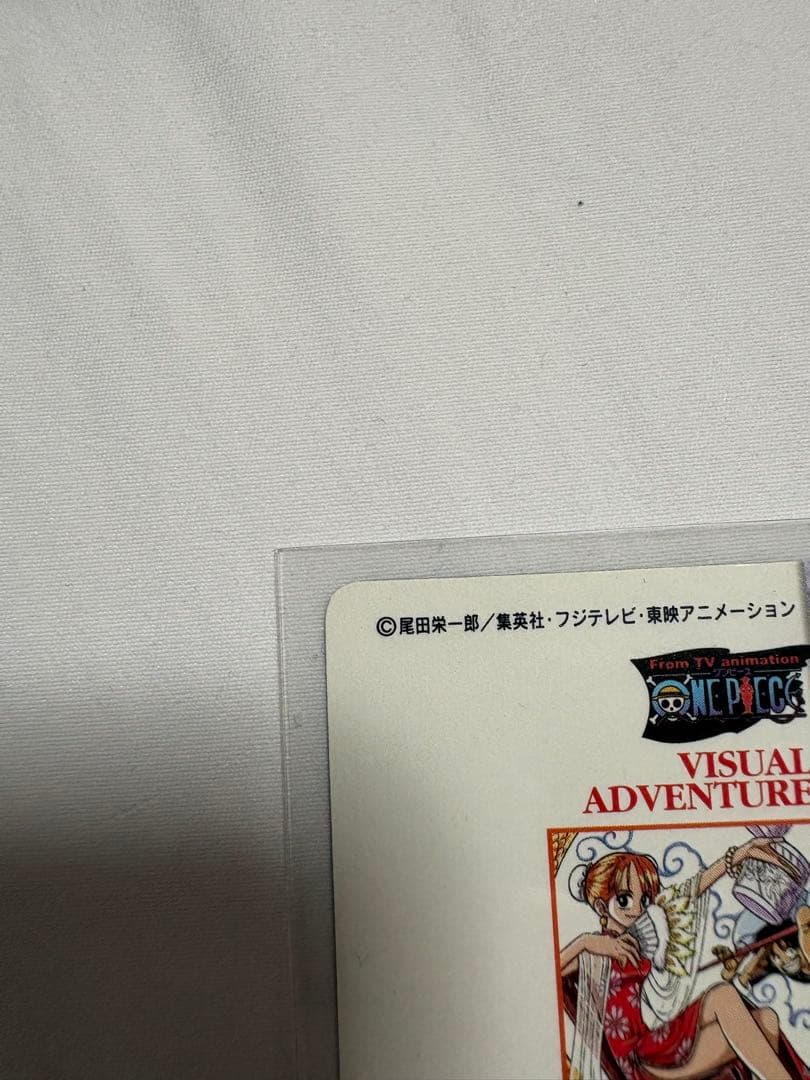 ©尾田栄一郎／集英社・フジテレビ・東映アニメーション
From TV animation
ワンピース
ONE PIECE
VISUAL
ADVENTURE